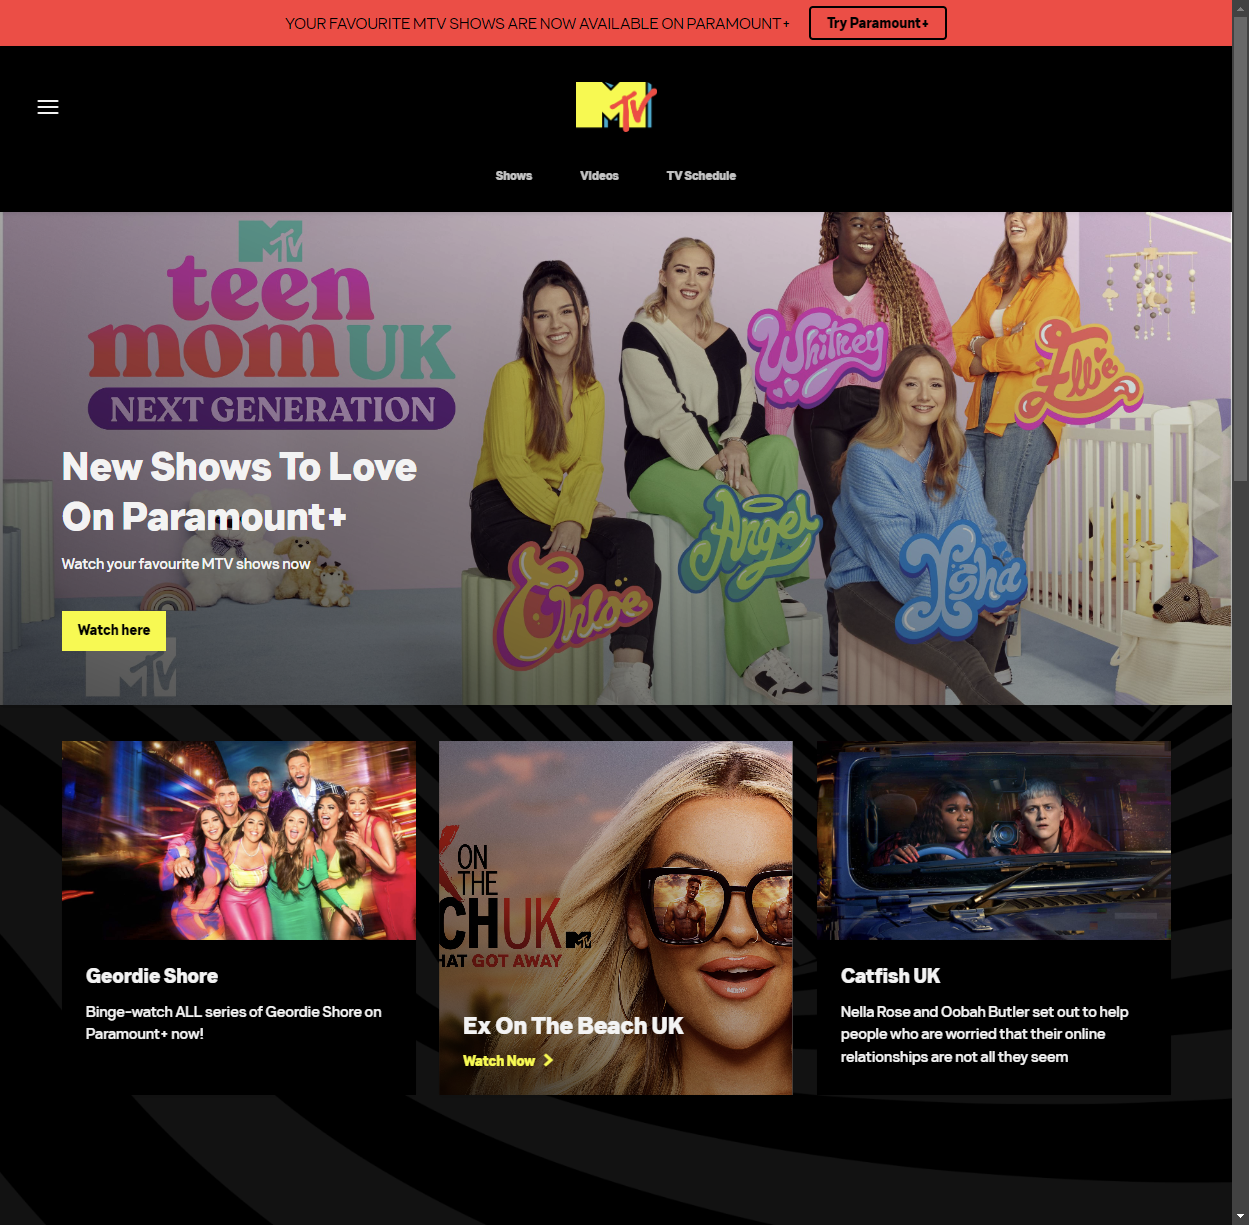 YOUR FAVOURITE MTV SHOWS ARE NOW AVAILABLE ON PARAMOUNT+
Try Paramount+
MTV
Shows
Videos
TV Schedule
MTV
teen
mom UK
NEXT GENERATION
Whitney
Ellie
Angel
Isha
Chloe
New Shows To Love
On Paramount+
Watch your favourite MTV shows now
Watch here
MTV
ON
THE
CH UK
MTV
HAT GOT AWAY
Geordie Shore
Binge-watch ALL series of Geordie Shore on
Paramount+ now!
Ex On The Beach UK
Watch Now
Catfish UK
Nella Rose and Oobah Butler set out to help
people who are worried that their online
relationships are not all they seem